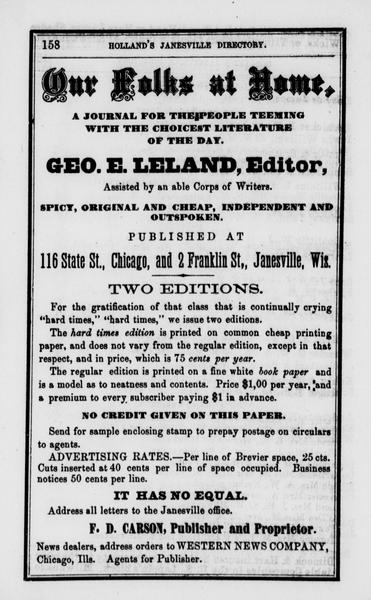 158 HOLLAND'S JANESVILLE DIRECTORY.
Our Folks at Home,
A JOURNAL FOR THE PEOPLE TEEMING
WITH THE CHOICEST LITERATURE
OF THE DAY.
GEO. E. LELAND, Editor,
Assisted by an able Corps of Writers.
SPICY, ORIGINAL AND CHEAP, INDEPENDENT AND
OUTSPOKEN.
PUBLISHED AT
116 State St., Chicago, and 2 Franklin St,, Janesville, Wis.
TWO EDITIONS.
For the gratification of that class that is continually crying
"hard times," "hard times," we issue two editions.
The hard times edition is printed on common cheap printing
paper, and does not vary from the regular edition, except in that
respect, and in price, which is 75 cents per year.
The regular edition is printed on a fine white book paper and
is a model as to neatness and contents. Price $1,00 per year, and
a premium to every subscriber paying $1 in advance.
NO CREDIT GIVEN ON THIS PAPER.
Send for sample enclosing stamp to prepay postage on circulars
to agents.
ADVERTISING RATES.—Per line of Brevier space, 25 cts.
Cuts inserted at 40 cents per line of space occupied. Business
notices 50 cents per line.
IT HAS NO EQUAL.
Address all letters to the Janesville office.
F. D. CARSON, Publisher and Proprietor.
News dealers, address orders to WESTERN NEWS COMPANY,
Chicago, Ills. Agents for Publisher.